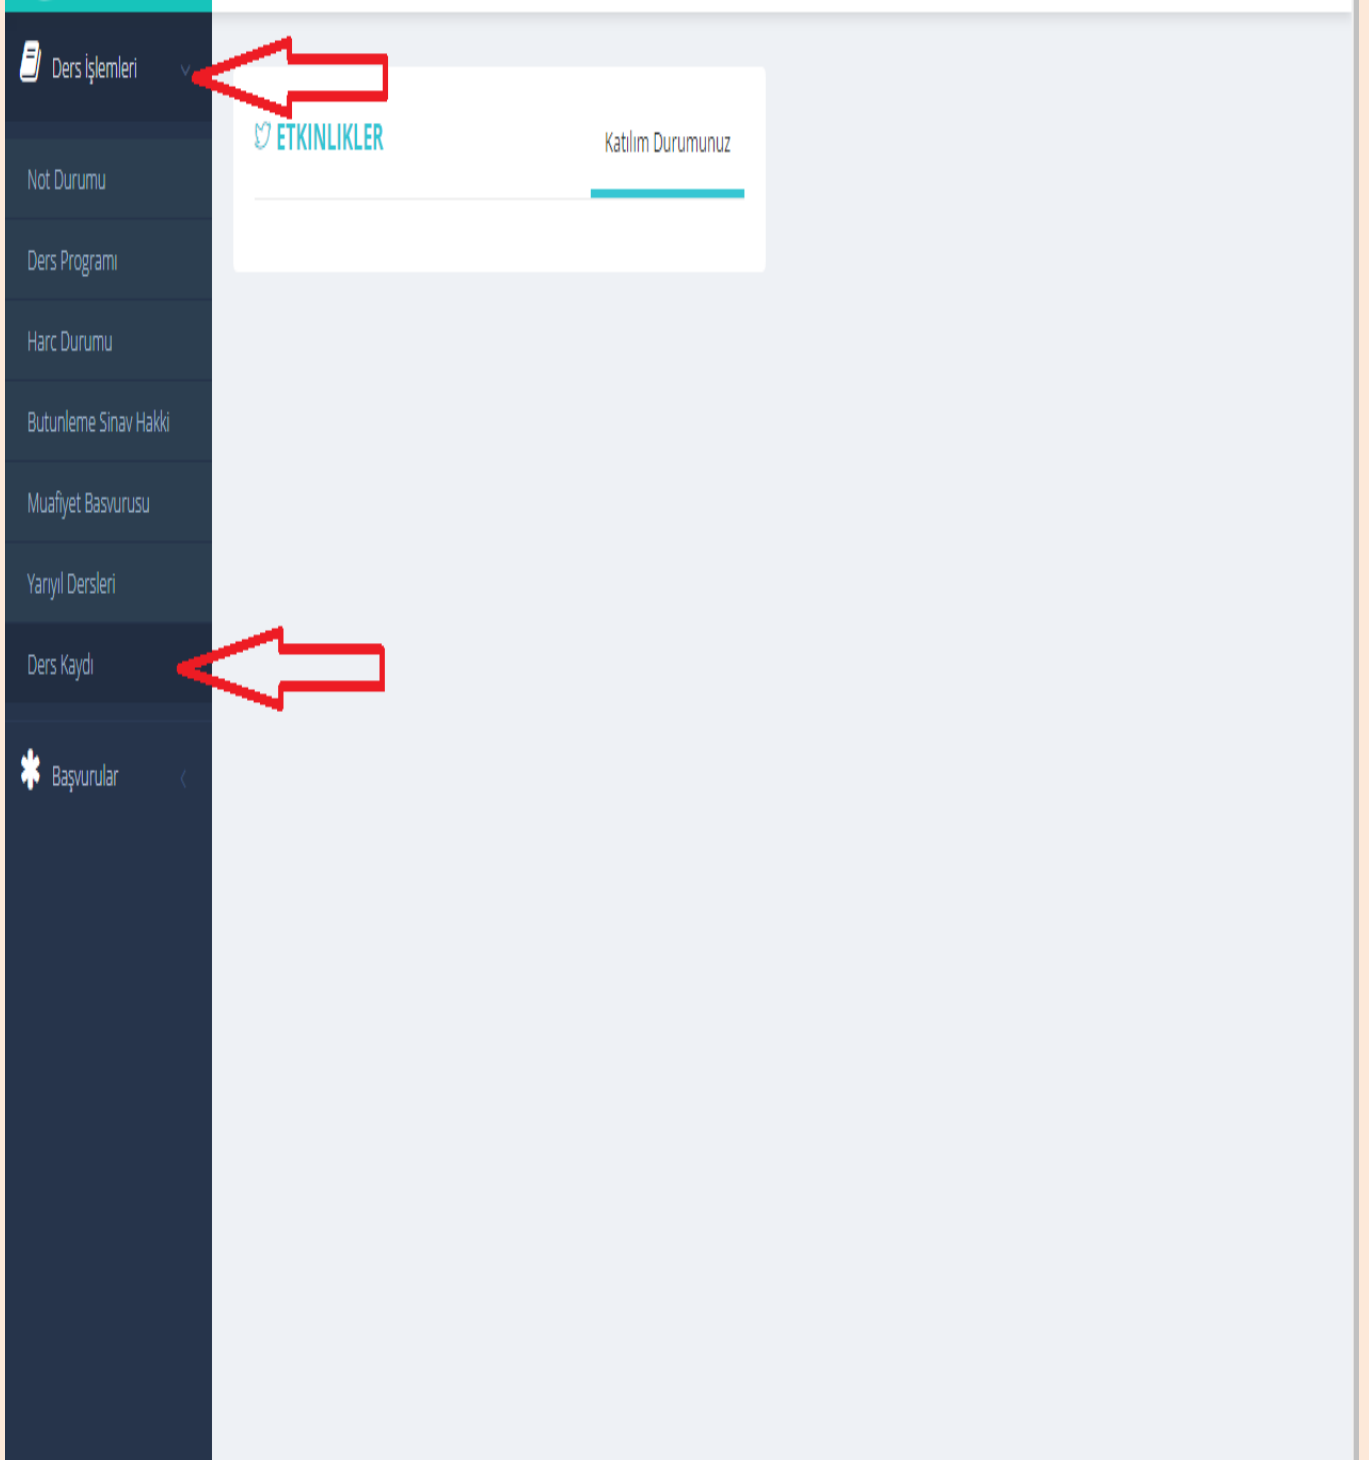 Ders İşlemleri
ETKINLIKLER
Katılım Durumunuz
Not Durumu
Ders Programı
Harc Durumu
Butunleme Sinav Hakki
Muafiyet Basvurusu
Yarıyıl Dersleri
Ders Kaydı
Başvurular